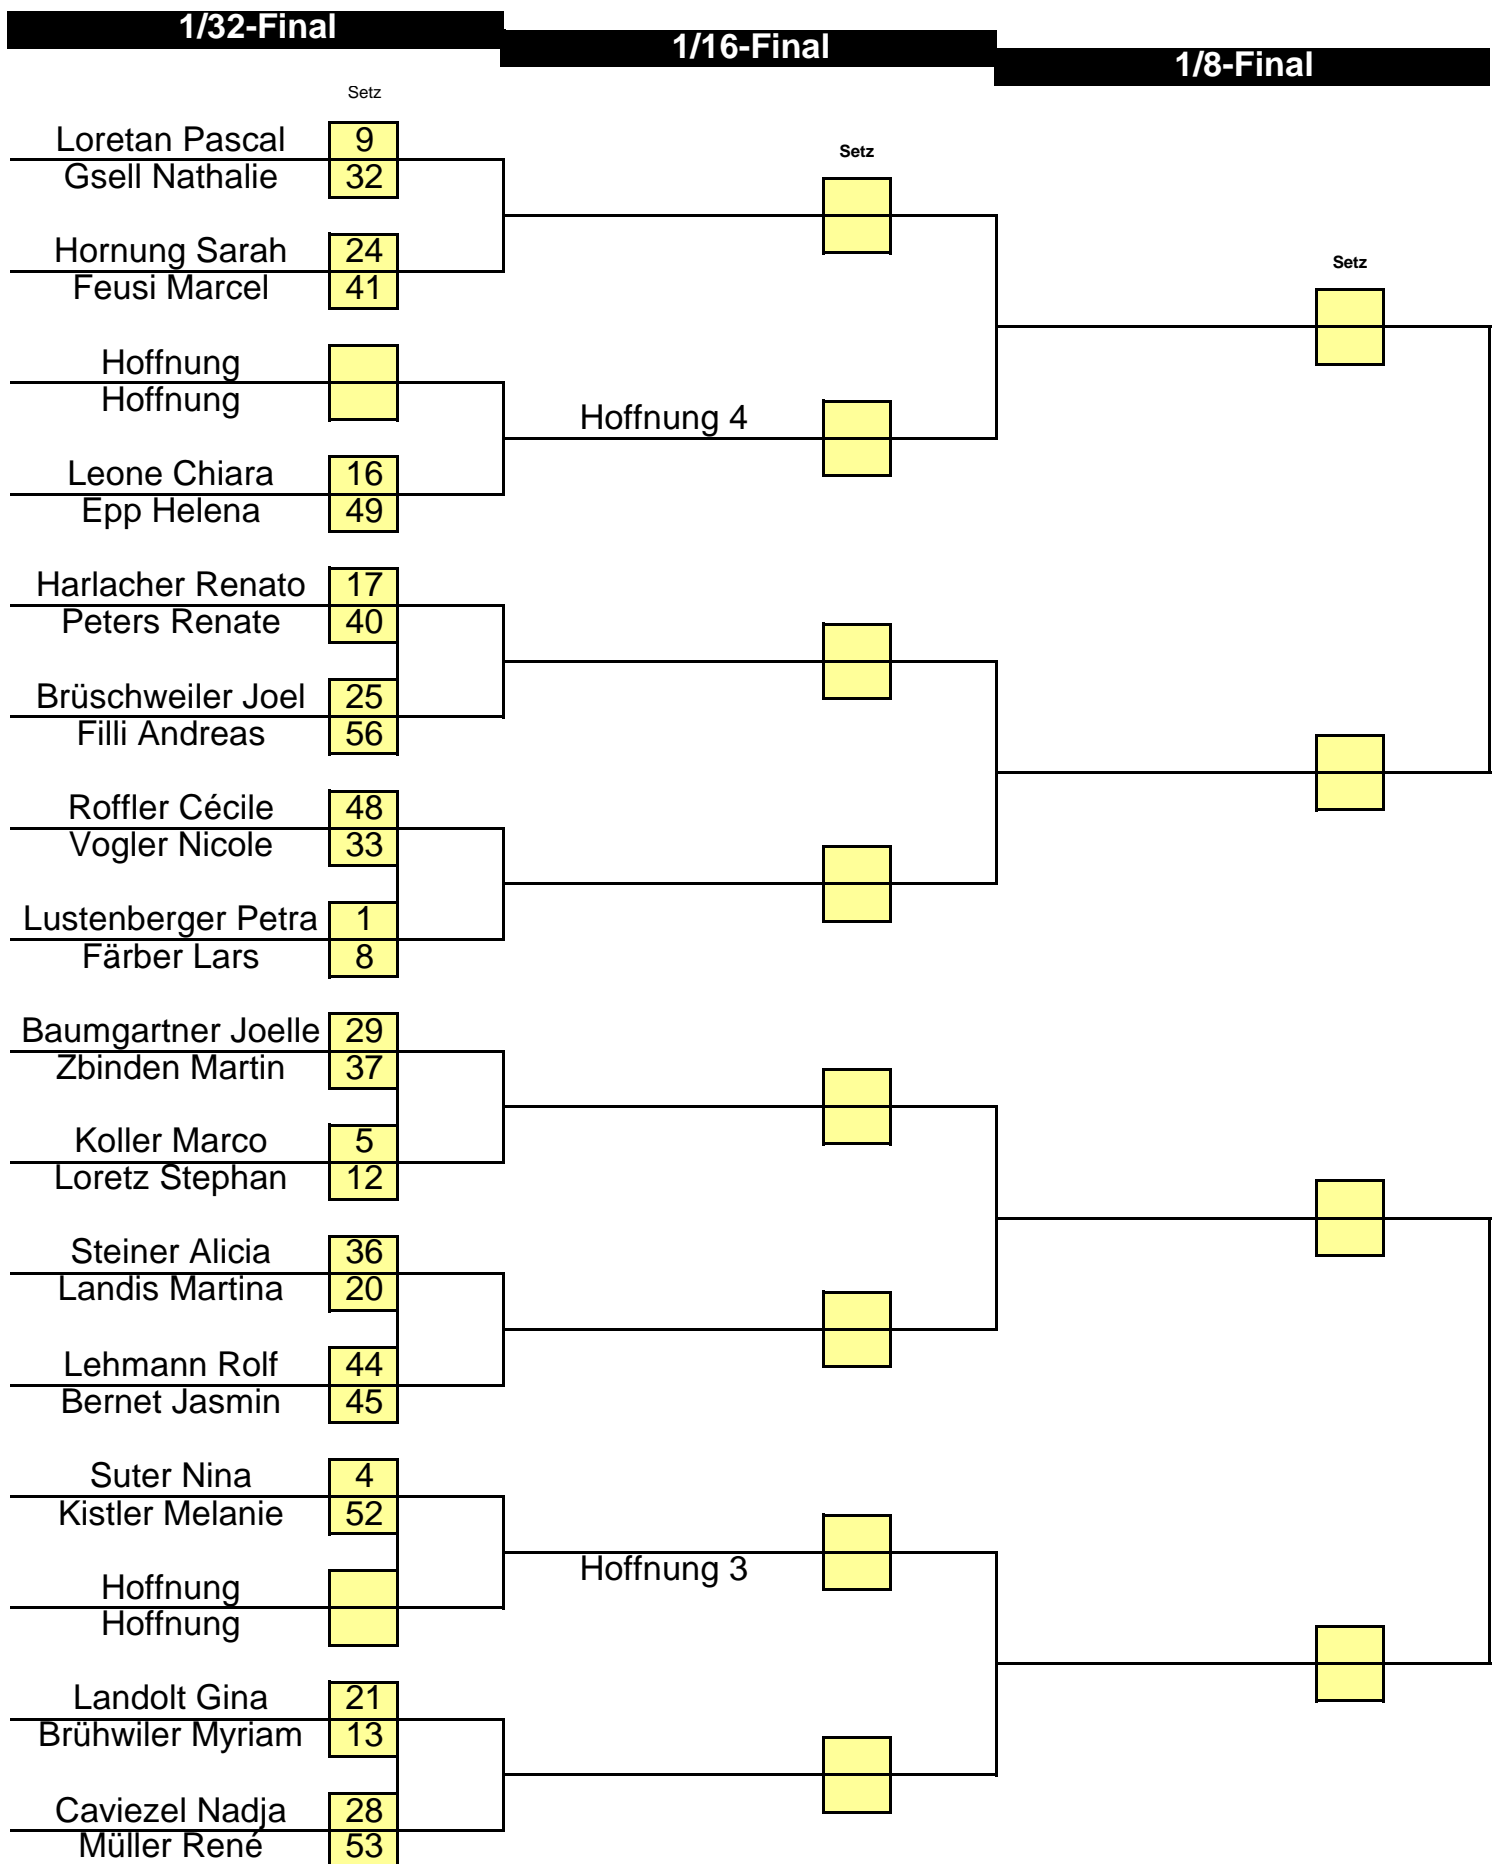 1/32-Final
1/16-Final
1/8-Final
Setz
Loretan Pascal 9
Gsell Nathalie 32
Setz
Hornung Sarah 24
Feusi Marcel 41
Setz
Hoffnung
Hoffnung
Hoffnung 4
Leone Chiara 16
Epp Helena 49
Harlacher Renato 17
Peters Renate 40
Brüschweiler Joel 25
Filli Andreas 56
Roffler Cécile 48
Vogler Nicole 33
Lustenberger Petra 1
Färber Lars 8
Baumgartner Joelle 29
Zbinden Martin 37
Koller Marco 5
Loretz Stephan 12
Steiner Alicia 36
Landis Martina 20
Lehmann Rolf 44
Bernet Jasmin 45
Suter Nina 4
Kistler Melanie 52
Hoffnung 3
Hoffnung
Hoffnung
Landolt Gina 21
Brühwiler Myriam 13
Caviezel Nadja 28
Müller René 53